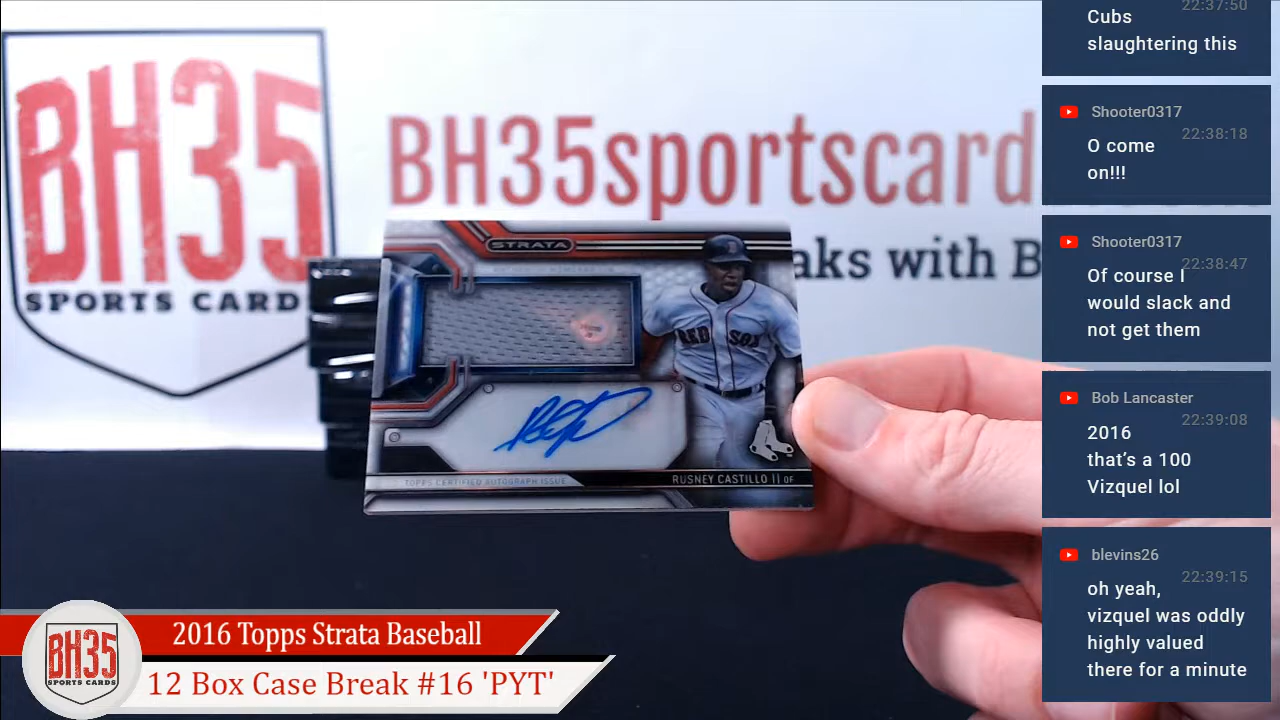 BH35
SPORTS CARDS
BH35sportscard
aks with B
STRATA
RED SOX
TOPPS CERTIFIED AUTOGRAPH ISSUE
RUSNEY CASTILLO || OF
2016 Topps Strata Baseball
12 Box Case Break #16 'PYT'
BH35
SPORTS CARDS
22:37:50
Cubs
slaughtering this
Shooter0317
22:38:18
O come
on!!!
Shooter0317
22:38:47
Of course I
would slack and
not get them
Bob Lancaster
22:39:08
2016
that’s a 100
Vizquel lol
blevins26
22:39:15
oh yeah,
vizquel was oddly
highly valued
there for a minute